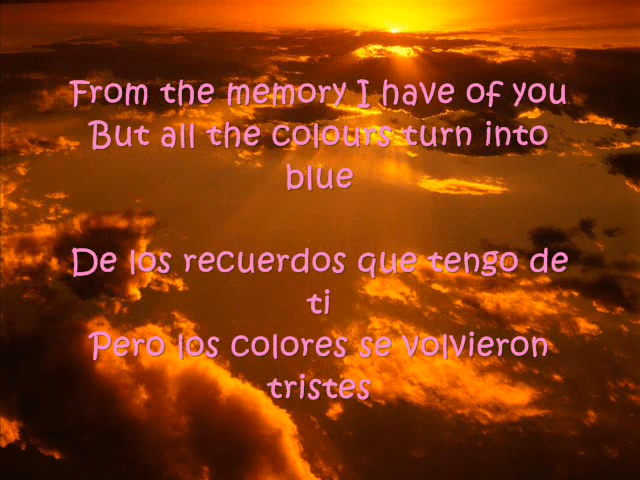 From the memory I have of you
But all the colours turn into
blue
De los recuerdos que tengo de
ti
Pero los colores se volvieron
tristes